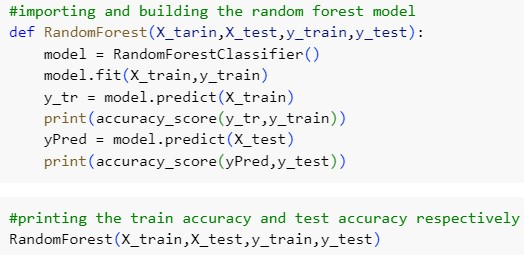 #importing and building the random forest model
def RandomForest(X_tarin,X_test,y_train,y_test):
    model = RandomForestClassifier()
    model.fit(X_train,y_train)
    y_tr = model.predict(X_train)
    print(accuracy_score(y_tr,y_train))
    yPred = model.predict(X_test)
    print(accuracy_score(yPred,y_test))
#printing the train accuracy and test accuracy respectively
RandomForest(X_train,X_test,y_train,y_test)